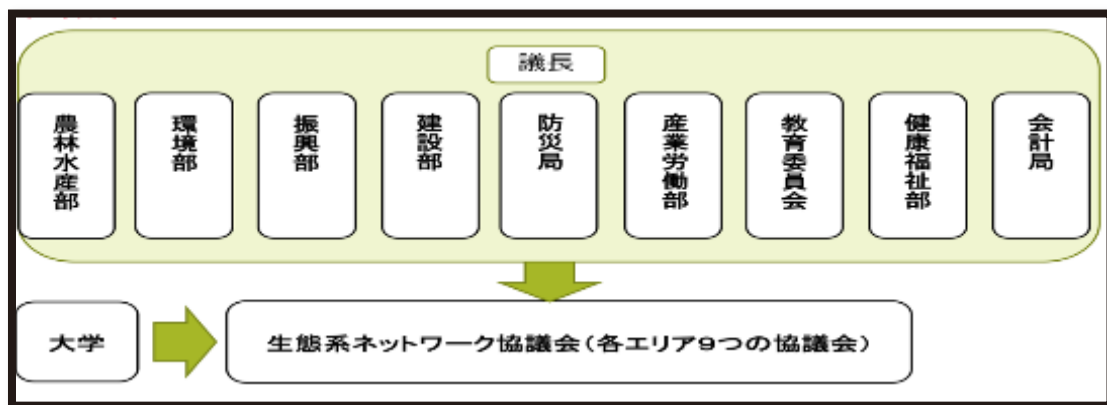 議長
農林水産部
環境部
振興部
建設部
防災局
産業労働部
教育委員会
健康福祉部
会計局
大学
生態系ネットワーク協議会(各エリア9つの協議会)